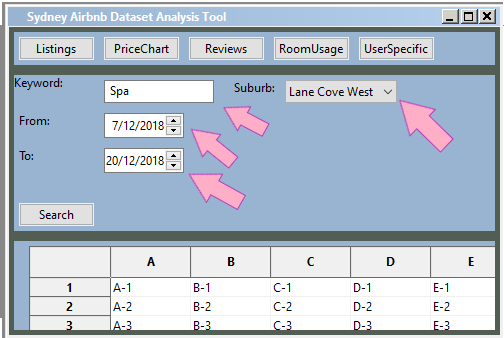 Sydney Airbnb Dataset Analysis Tool
Listings PriceChart Reviews RoomUsage UserSpecific
Keyword: Spa Suburb: Lane Cove West
From: 7/12/2018
To: 20/12/2018
Search
A B C D E
1 A-1 B-1 C-1 D-1 E-1
2 A-2 B-2 C-2 D-2 E-2
3 A-3 B-3 C-3 D-3 E-3